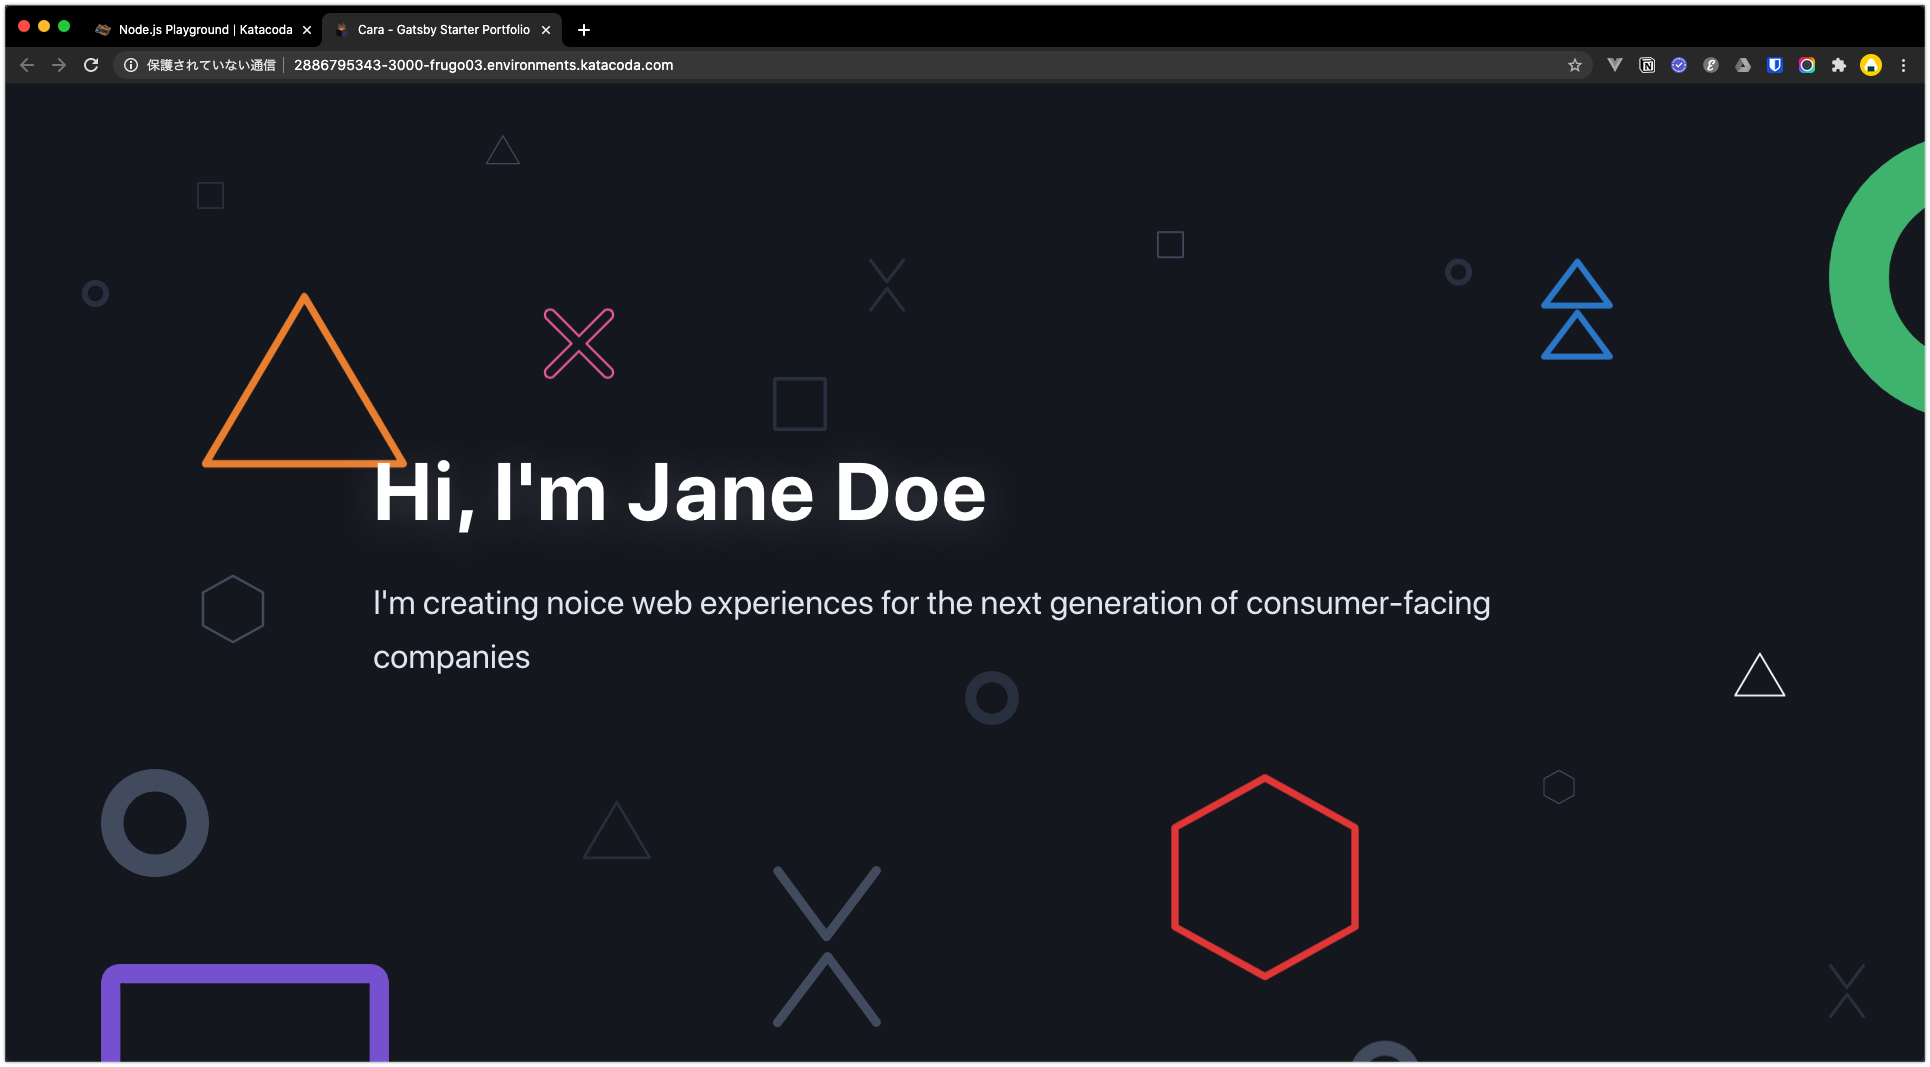 Node.js Playground | Katacoda
Cara - Gatsby Starter Portfolio
保護されていない通信 2886795343-3000-frugo03.environments.katacoda.com
Hi, I'm Jane Doe
I'm creating noice web experiences for the next generation of consumer-facing
companies